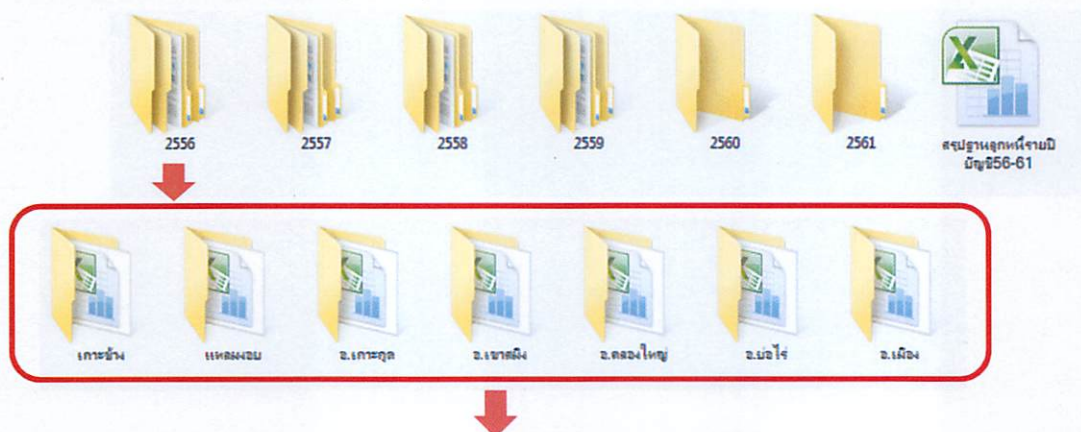 2556 2557 2558 2559 2560 2561 สรุปฐานลูกหนี้รายปี
บัญชี56-61
เกาะช้าง แหลมงอบ อ.เกาะกูด อ.เขาสมิง อ.คลองใหญ่ อ.บ่อไร่ อ.เมือง